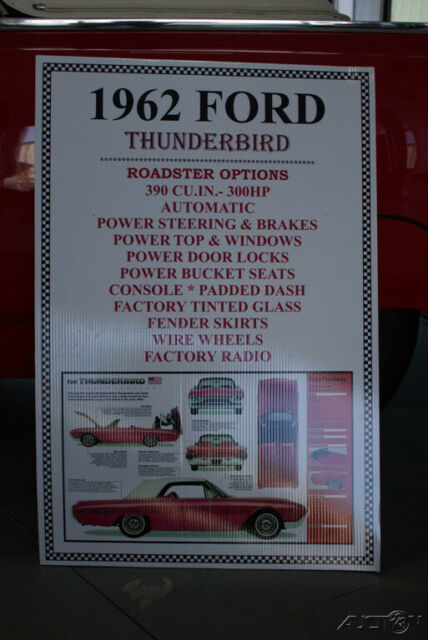 1962 FORD
THUNDERBIRD
ROADSTER OPTIONS
390 CU.IN.- 300HP
AUTOMATIC
POWER STEERING & BRAKES
POWER TOP & WINDOWS
POWER DOOR LOCKS
POWER BUCKET SEATS
CONSOLE * PADDED DASH
FACTORY TINTED GLASS
FENDER SKIRTS
WIRE WHEELS
FACTORY RADIO
for THUNDERBIRD